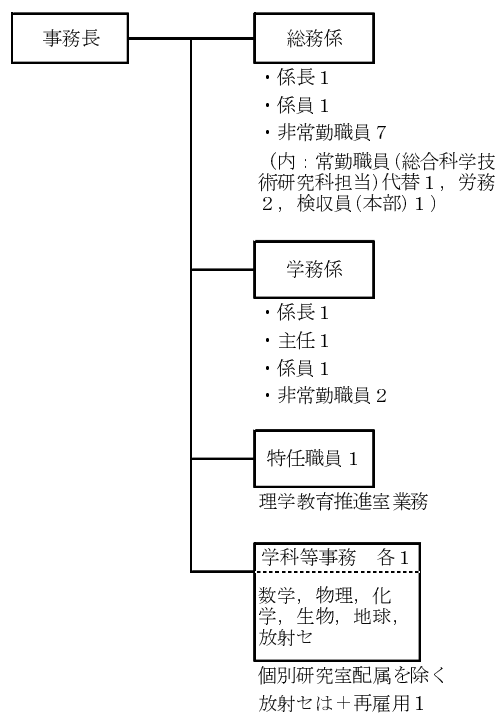 事務長
総務係
・係長１
・係員１
・非常勤職員７
（内：常勤職員（総合科学技
術研究科担当）代替１，労務
２，検収員（本部）１）
学務係
・係長１
・主任１
・係員１
・非常勤職員２
特任職員１
理学教育推進室業務
学科等事務　各１
数学，物理，化
学，生物，地球，
放射セ
個別研究室配属を除く
放射セは＋再雇用１